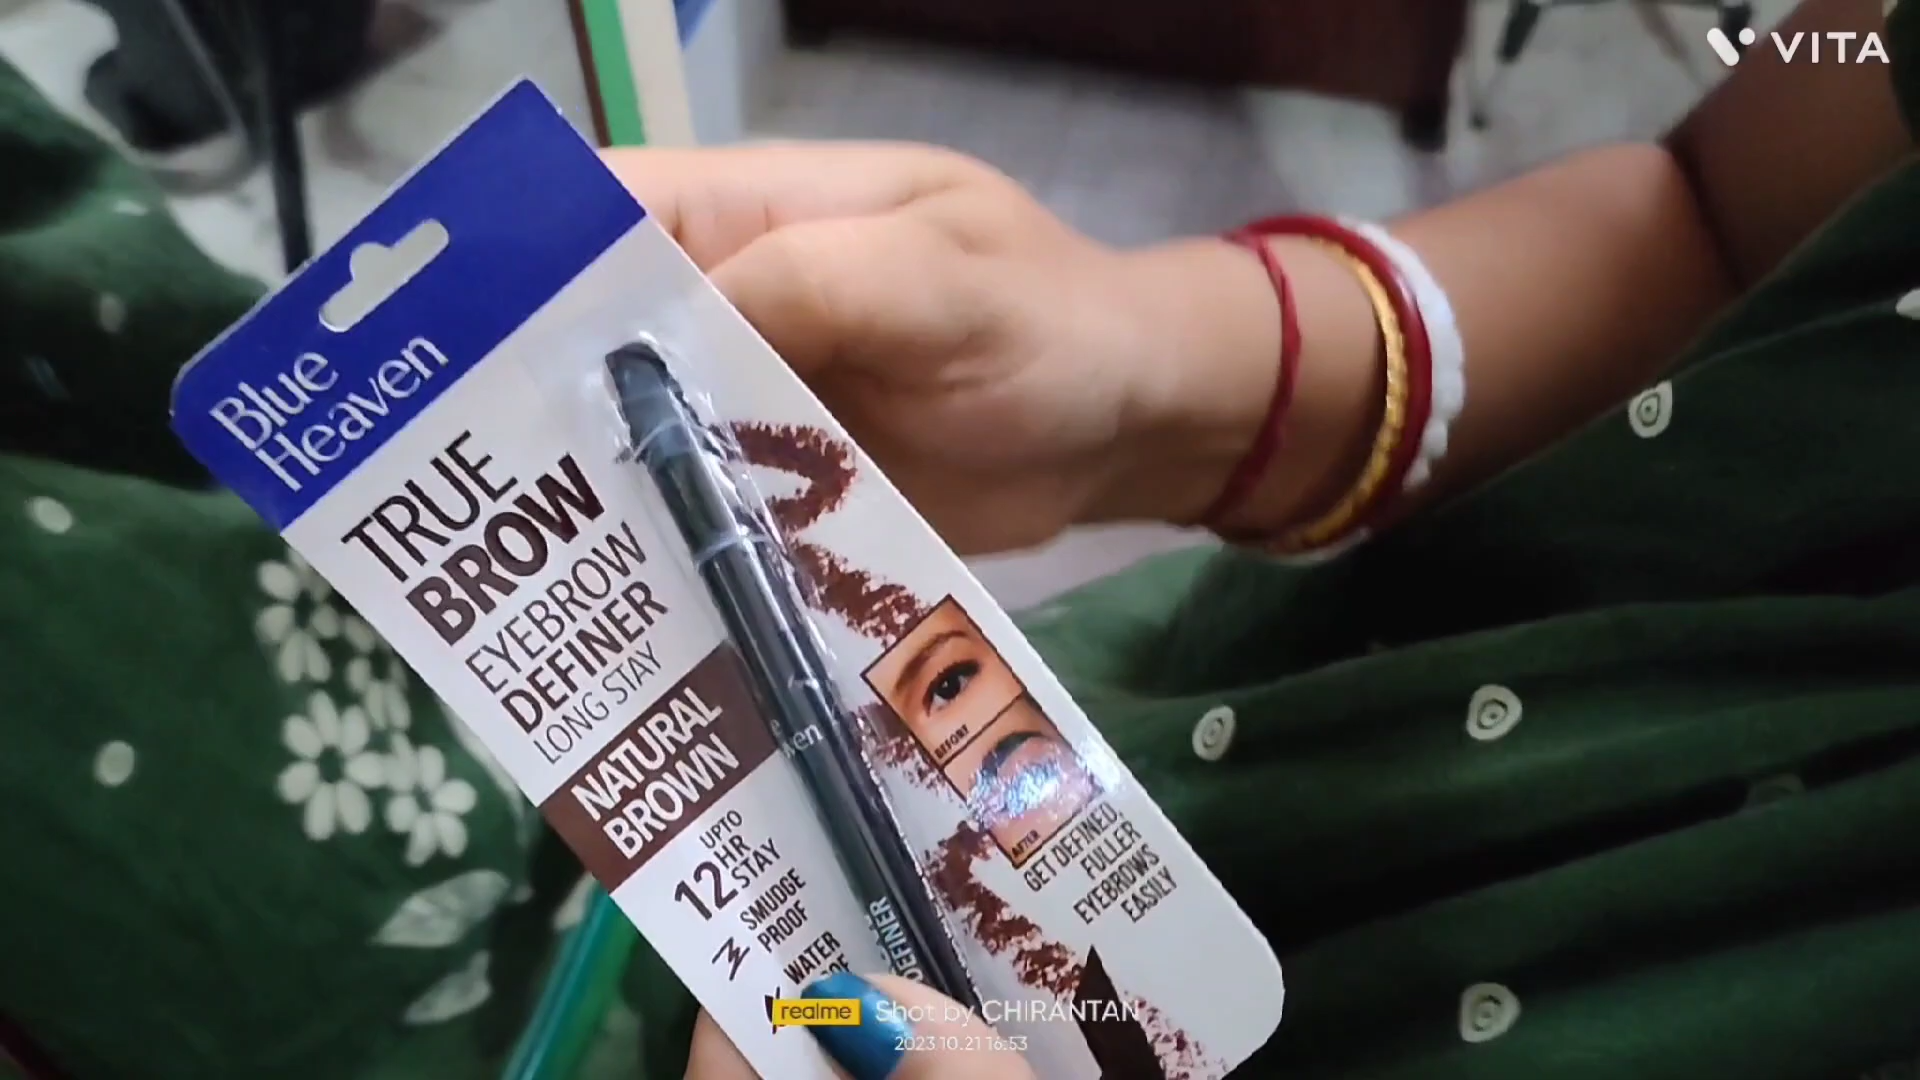 VITA
Blue
Heaven
TRUE
BROW
EYEBROW
DEFINER
LONG STAY
NATURAL
BROWN
UPTO
12 HR
STAY
SMUDGE
PROOF
WATER
DEFINER
BEFORE
AFTER
GET DEFINED,
FULLER
EYEBROWS
EASILY
realme Shot by CHIRANTAN
2023.10.21 16:53